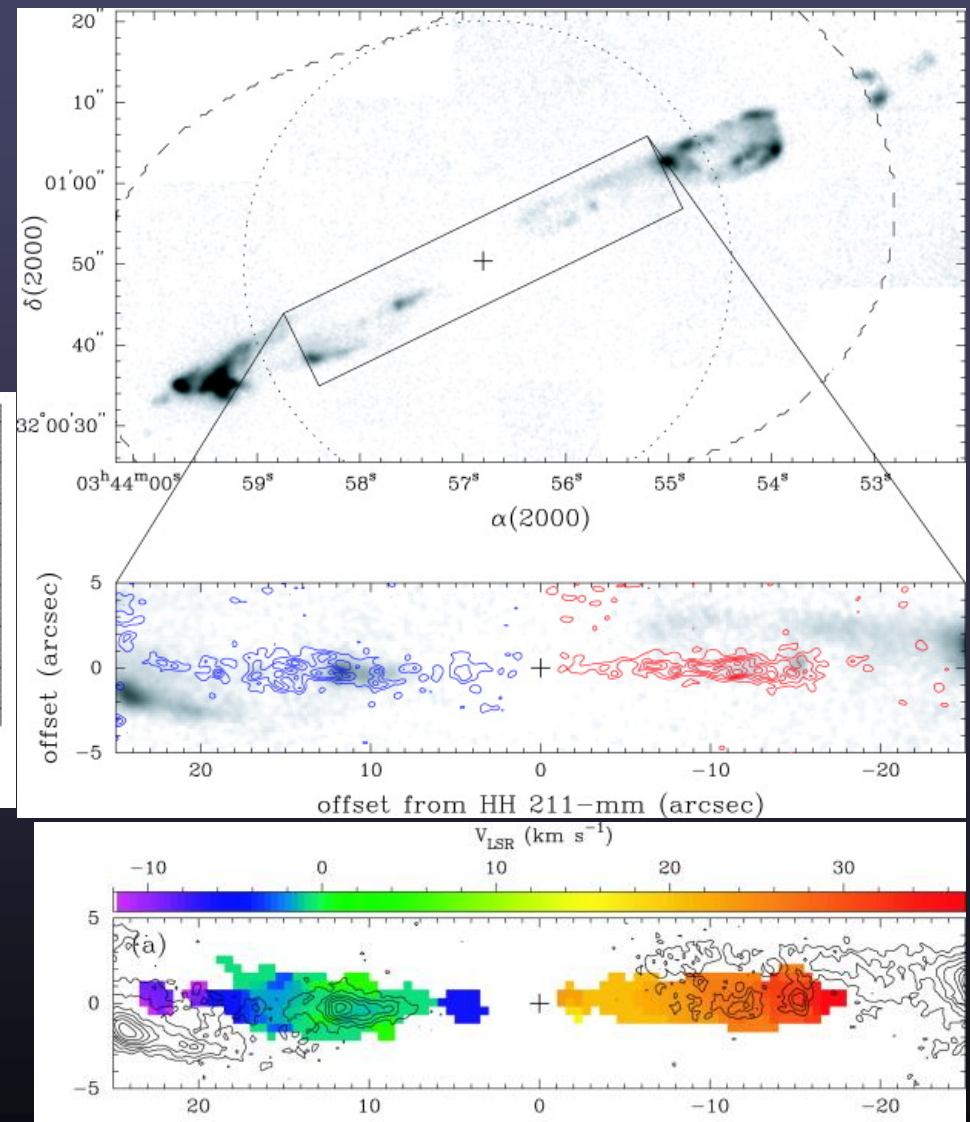 20″
10″
01′00″
50″
40″
32°00′30″
δ(2000)
03ʰ44ᵐ00ˢ 59ˢ 58ˢ 57ˢ 56ˢ 55ˢ 54ˢ 53ˢ
α(2000)
5
0
−5
offset (arcsec)
20 10 0 −10 −20
offset from HH 211−mm (arcsec)
V_LSR (km s⁻¹)
−10 0 10 20 30
(a)
5
0
−5
20 10 0 −10 −20